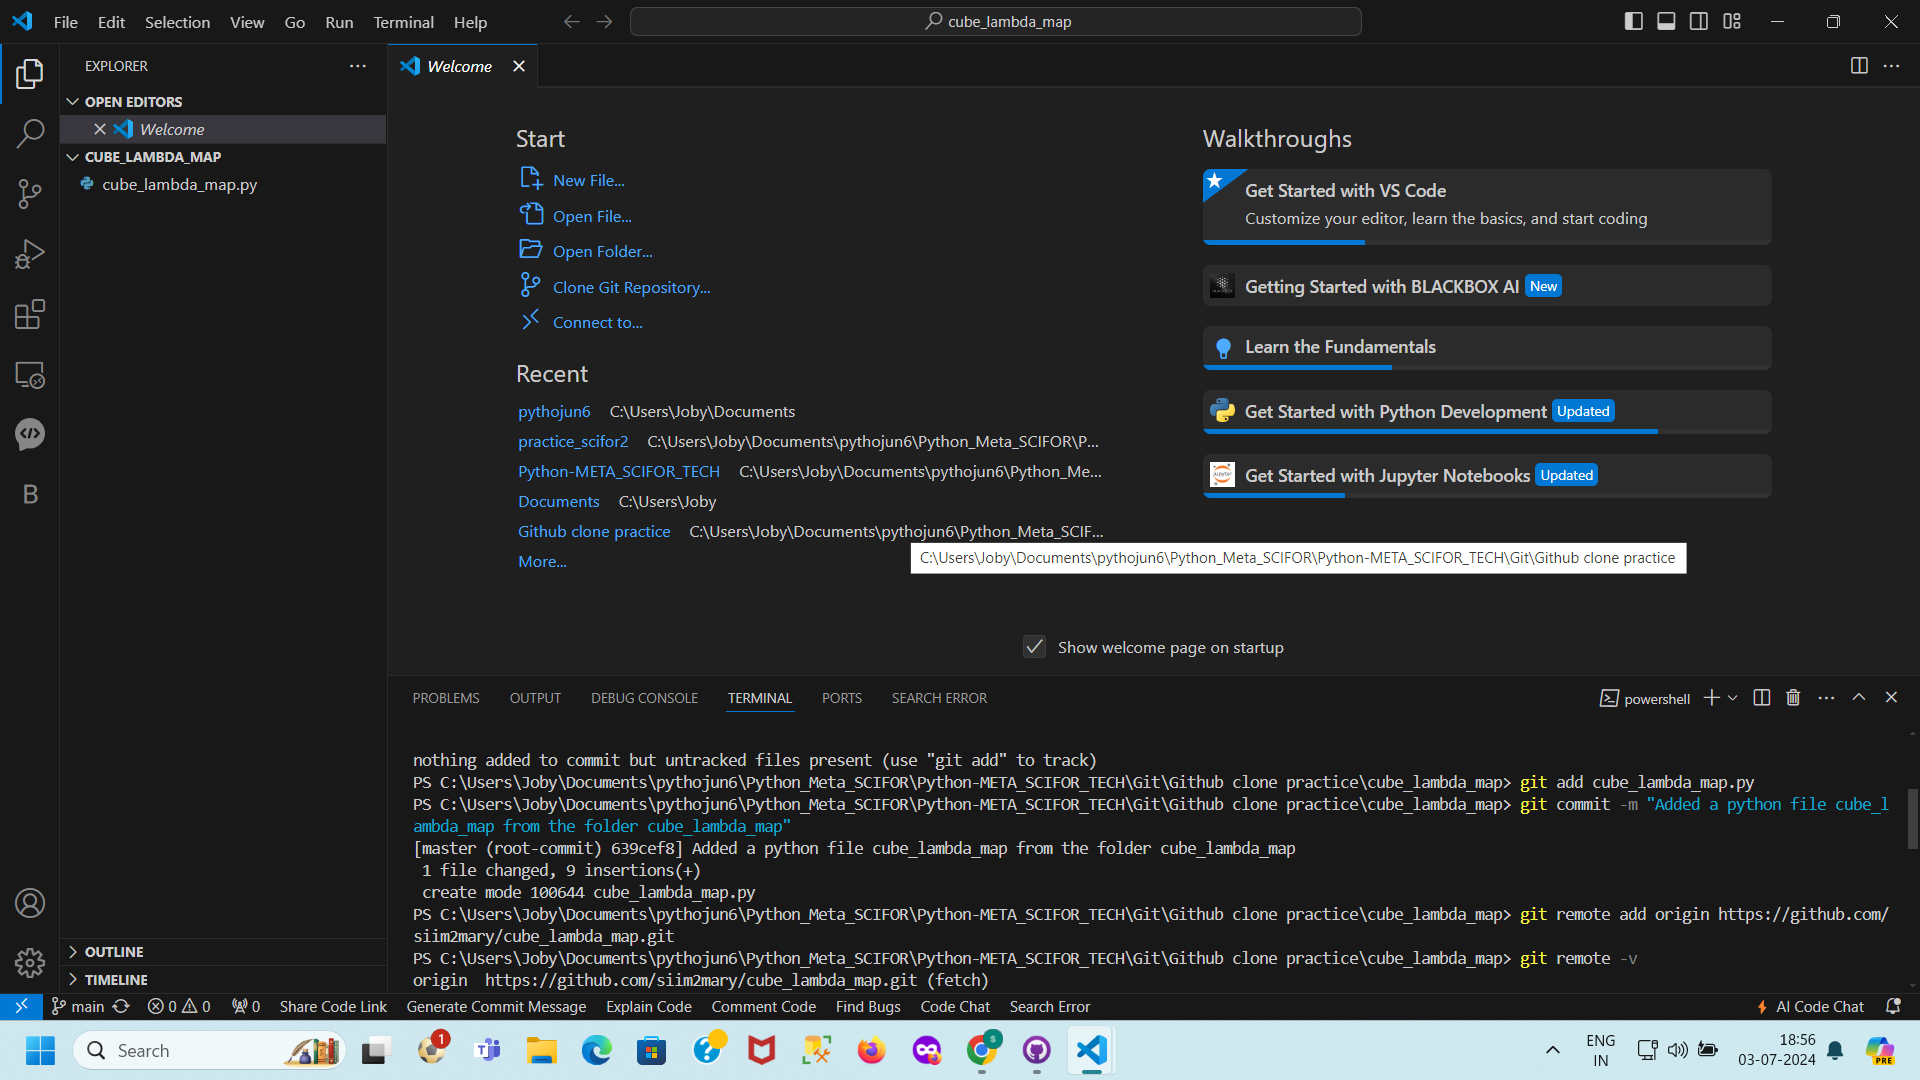 File Edit Selection View Go Run Terminal Help
cube_lambda_map
EXPLORER
OPEN EDITORS
Welcome
CUBE_LAMBDA_MAP
cube_lambda_map.py
OUTLINE
TIMELINE
B
Welcome
Start
New File...
Open File...
Open Folder...
Clone Git Repository...
Connect to...
Recent
pythojun6 C:\Users\Joby\Documents
practice_scifor2 C:\Users\Joby\Documents\pythojun6\Python_Meta_SCIFOR\P...
Python-META_SCIFOR_TECH C:\Users\Joby\Documents\pythojun6\Python_Me...
Documents C:\Users\Joby
Github clone practice C:\Users\Joby\Documents\pythojun6\Python_Meta_SCIF...
More...
C:\Users\Joby\Documents\pythojun6\Python_Meta_SCIFOR\Python-META_SCIFOR_TECH\Git\Github clone practice
Walkthroughs
Get Started with VS Code
Customize your editor, learn the basics, and start coding
Getting Started with BLACKBOX AI New
Learn the Fundamentals
Get Started with Python Development Updated
Get Started with Jupyter Notebooks Updated
Show welcome page on startup
PROBLEMS OUTPUT DEBUG CONSOLE TERMINAL PORTS SEARCH ERROR
powershell
nothing added to commit but untracked files present (use "git add" to track)
PS C:\Users\Joby\Documents\pythojun6\Python_Meta_SCIFOR\Python-META_SCIFOR_TECH\Git\Github clone practice\cube_lambda_map> git add cube_lambda_map.py
PS C:\Users\Joby\Documents\pythojun6\Python_Meta_SCIFOR\Python-META_SCIFOR_TECH\Git\Github clone practice\cube_lambda_map> git commit -m "Added a python file cube_l
ambda_map from the folder cube_lambda_map"
[master (root-commit) 639cef8] Added a python file cube_lambda_map from the folder cube_lambda_map
1 file changed, 9 insertions(+)
create mode 100644 cube_lambda_map.py
PS C:\Users\Joby\Documents\pythojun6\Python_Meta_SCIFOR\Python-META_SCIFOR_TECH\Git\Github clone practice\cube_lambda_map> git remote add origin https://github.com/
siim2mary/cube_lambda_map.git
PS C:\Users\Joby\Documents\pythojun6\Python_Meta_SCIFOR\Python-META_SCIFOR_TECH\Git\Github clone practice\cube_lambda_map> git remote -v
origin https://github.com/siim2mary/cube_lambda_map.git (fetch)
main 0 0 0 Share Code Link Generate Commit Message Explain Code Comment Code Find Bugs Code Chat Search Error AI Code Chat
Search
1
S
ENG
IN
18:56
03-07-2024
PRE